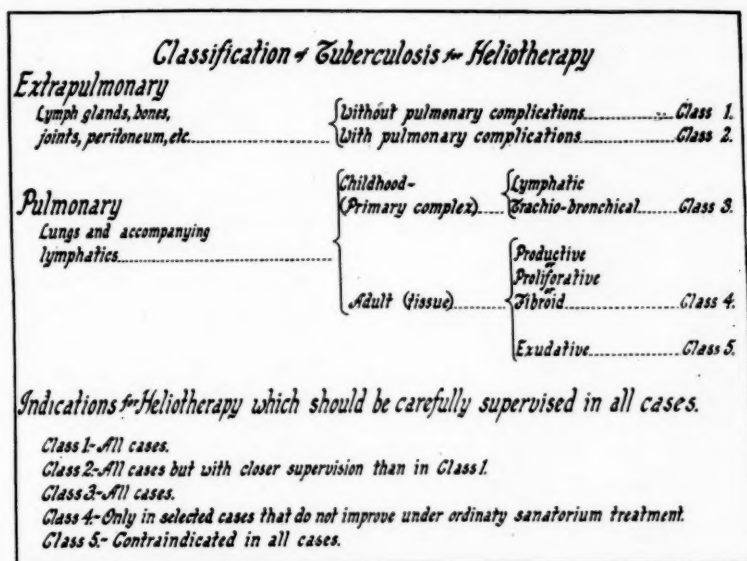 Classification of Tuberculosis for Heliotherapy
Extrapulmonary
Lymph glands, bones,
joints, peritoneum, etc.
Without pulmonary complications Class 1.
With pulmonary complications Class 2.
Pulmonary
Lungs and accompanying
lymphatics
Childhood-
(Primary complex)
Lymphatic
Trachio-bronchical Class 3.
Adult (tissue)
Productive
or
Proliforative
or
Fibroid Class 4.
Exudative Class 5.
Indications for Heliotherapy which should be carefully supervised in all cases.
Class 1.-All cases.
Class 2.-All cases but with closer supervision than in Class 1.
Class 3.-All cases.
Class 4.-Only in selected cases that do not improve under ordinaty sanatorium treatment.
Class 5.- Contraindicated in all cases.